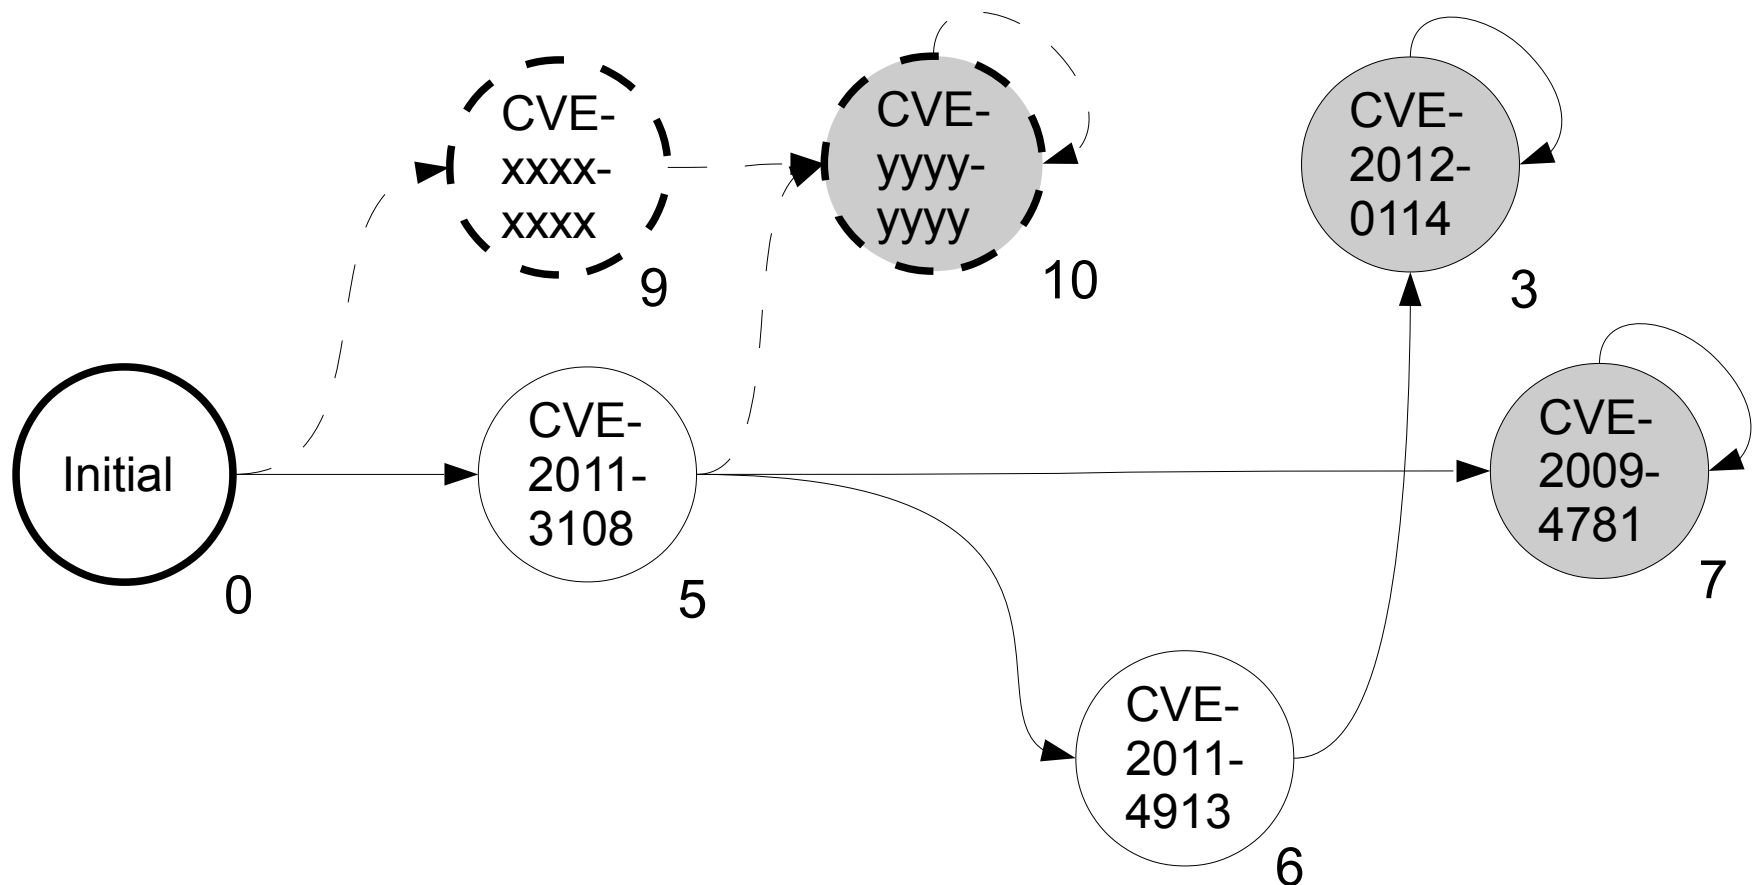 CVE-
xxxx-
xxxx
9
CVE-
yyyy-
yyyy
10
CVE-
2012-
0114
3
Initial
0
CVE-
2011-
3108
5
CVE-
2009-
4781
7
CVE-
2011-
4913
6